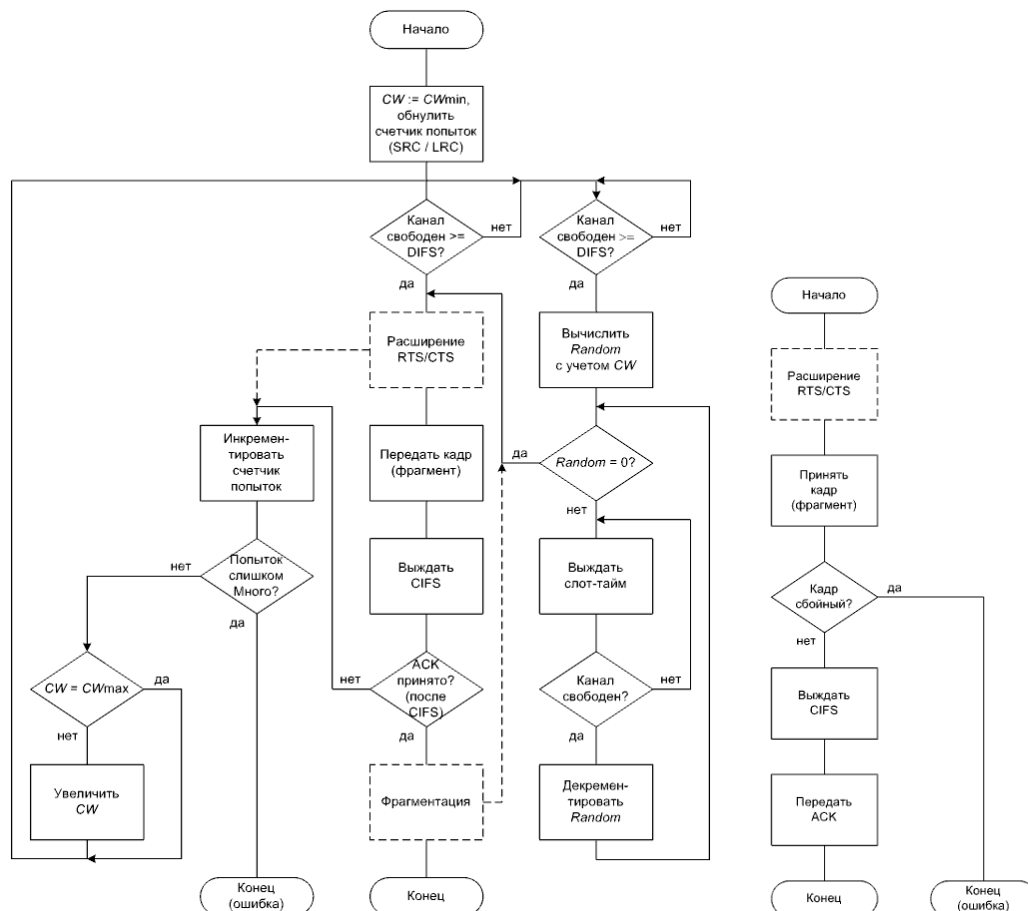 Начало
CW := CWmin,
обнулить
счетчик попыток
(SRC / LRC)
Канал
свободен >=
DIFS?
нет
да
Канал
свободен >=
DIFS?
нет
да
Расширение
RTS/CTS
Вычислить
Random
с учетом CW
Инкремен-
тировать
счетчик
попыток
Передать кадр
(фрагмент)
да
Random = 0?
нет
Попыток
слишком
Много?
нет
да
Выждать
CIFS
Выждать
слот-тайм
CW = CWmax
да
нет
ACK
принято?
(после
CIFS)
нет
да
Канал
свободен?
нет
да
Увеличить
CW
Фрагментация
Декремен-
тировать
Random
Конец
(ошибка)
Конец
Начало
Расширение
RTS/CTS
Принять
кадр
(фрагмент)
Кадр
сбойный?
да
нет
Выждать
CIFS
Передать
ACK
Конец
Конец
(ошибка)